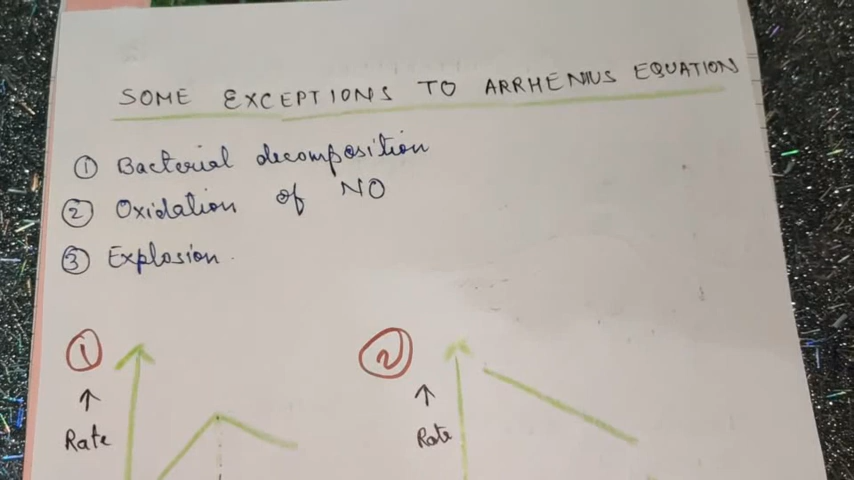 SOME EXCEPTIONS TO ARRHENIUS EQUATION
① Bacterial decomposition
② Oxidation of NO
③ Explosion.
①
②
↑
Rate
↑
Rate